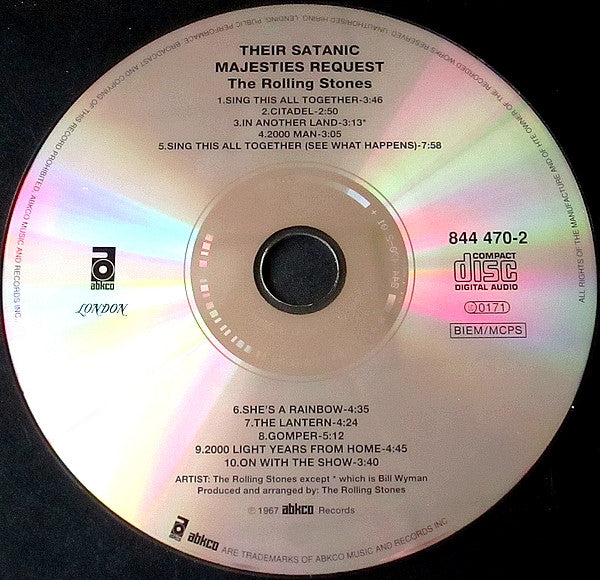 THEIR SATANIC
MAJESTIES REQUEST
The Rolling Stones
1.SING THIS ALL TOGETHER-3:46
2.CITADEL-2:50
3.IN ANOTHER LAND-3:13*
4.2000 MAN-3:05
5.SING THIS ALL TOGETHER (SEE WHAT HAPPENS)-7:58
abkco
LONDON
844 470-2
COMPACT
disc
DIGITAL AUDIO
0171
BIEM/MCPS
6.SHE'S A RAINBOW-4:35
7.THE LANTERN-4:24
8.GOMPER-5:12
9.2000 LIGHT YEARS FROM HOME-4:45
10.ON WITH THE SHOW-3:40
ARTIST: The Rolling Stones except * which is Bill Wyman
Produced and arranged by: The Rolling Stones
℗ 1967 abkco Records
abkco ARE TRADEMARKS OF ABKCO MUSIC AND RECORDS INC.
ALL RIGHTS OF THE MANUFACTURE AND OF HTE OWNER OF THE RECORDED WORKS RESERVED. UNAUTHORISED HIRING, LENDING, PUBLIC PERFORMACE, BROADCAST AND COPYING OF THIS RECORD PROHIBITED. ABKCO MUSIC AND RECORDS INC.